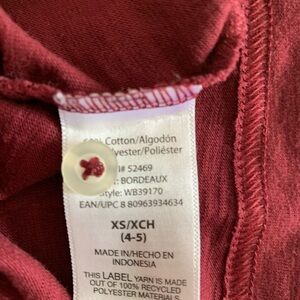 Cotton/Algodón
Polyester/Poliéster
# 52469
: BORDEAUX
Style: WB39170
EAN/UPC 8 80963934634
XS/XCH
(4-5)
MADE IN/HECHO EN
INDONESIA
THIS LABEL YARN IS MADE
OUT OF 100% RECYCLED
POLYESTER MATERIALS